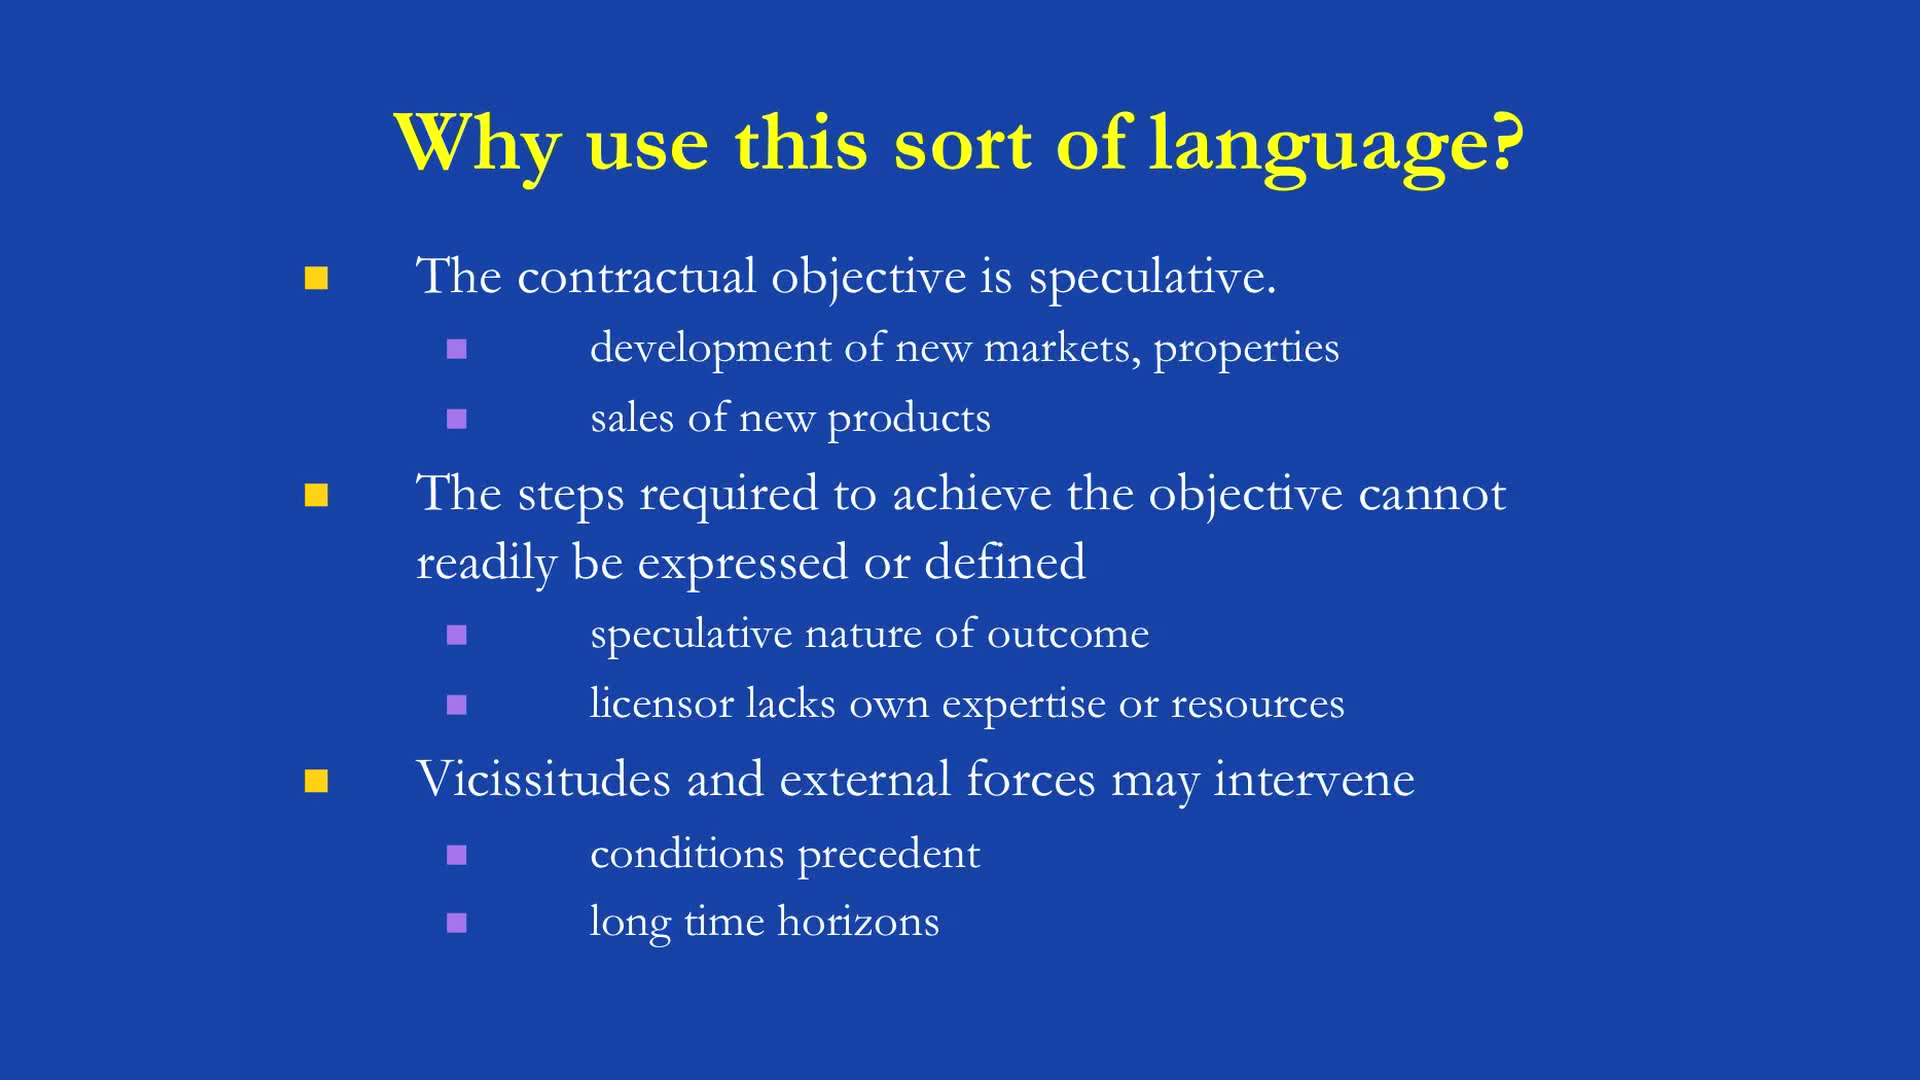 Why use this sort of language?
The contractual objective is speculative.
development of new markets, properties
sales of new products
The steps required to achieve the objective cannot
readily be expressed or defined
speculative nature of outcome
licensor lacks own expertise or resources
Vicissitudes and external forces may intervene
conditions precedent
long time horizons